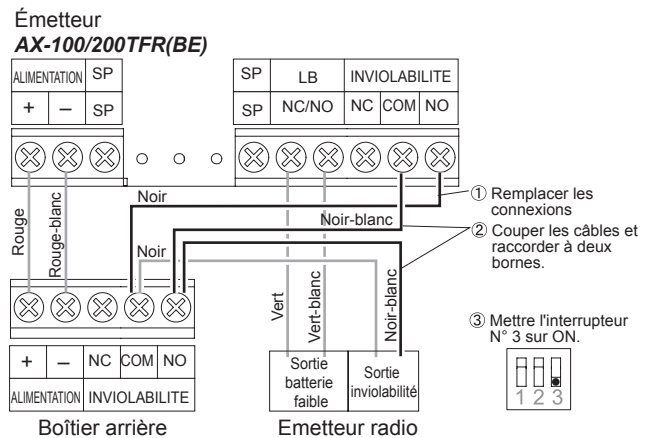 Émetteur
AX-100/200TFR(BE)
ALIMENTATION SP
+ – SP
SP LB INVIOLABILITE
SP NC/NO NC COM NO
Noir
① Remplacer les
connexions
Rouge
Rouge-blanc
Noir-blanc
② Couper les câbles et
raccorder à deux
bornes.
Noir
Vert
Vert-blanc
Noir-blanc
③ Mettre l'interrupteur
N° 3 sur ON.
1 2 3
+ – NC COM NO
ALIMENTATION INVIOLABILITE
Boîtier arrière
Sortie
batterie
faible
Sortie
inviolabilité
Emetteur radio